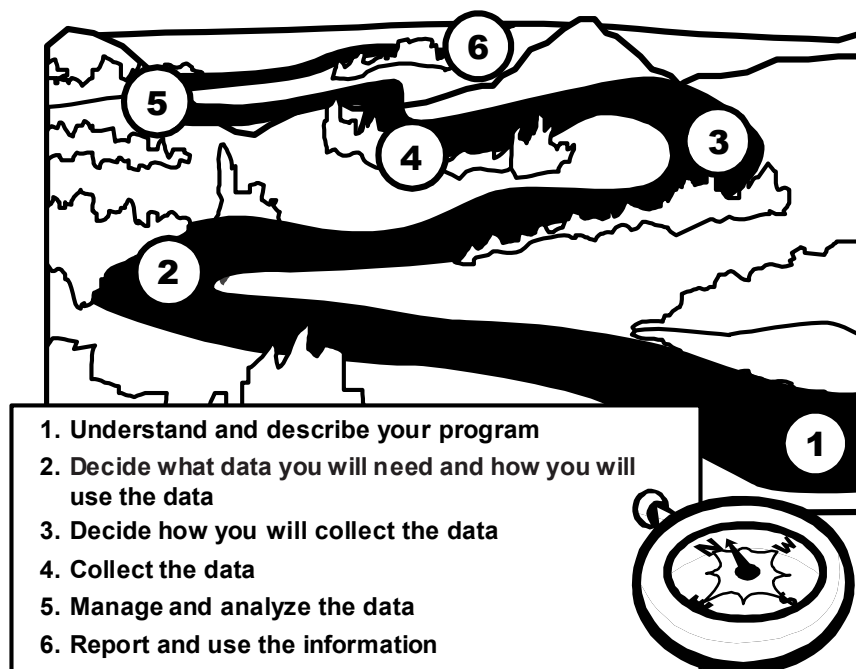 6
5
3
4
2
1
1. Understand and describe your program
2. Decide what data you will need and how you will
use the data
3. Decide how you will collect the data
4. Collect the data
5. Manage and analyze the data
6. Report and use the information
N W
E S